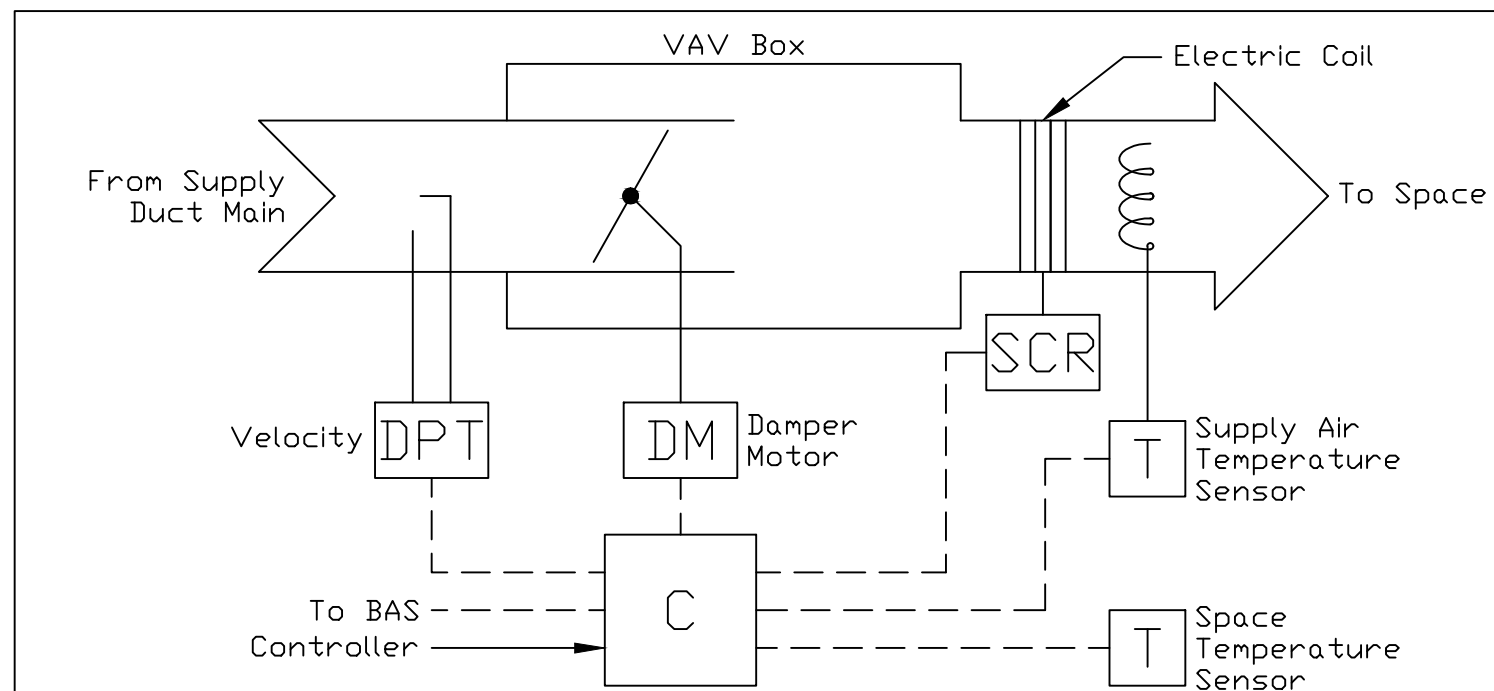 VAV Box
Electric Coil
From Supply
Duct Main
To Space
SCR
Velocity
DPT
DM
Damper
Motor
T
Supply Air
Temperature
Sensor
C
To BAS
Controller
T
Space
Temperature
Sensor